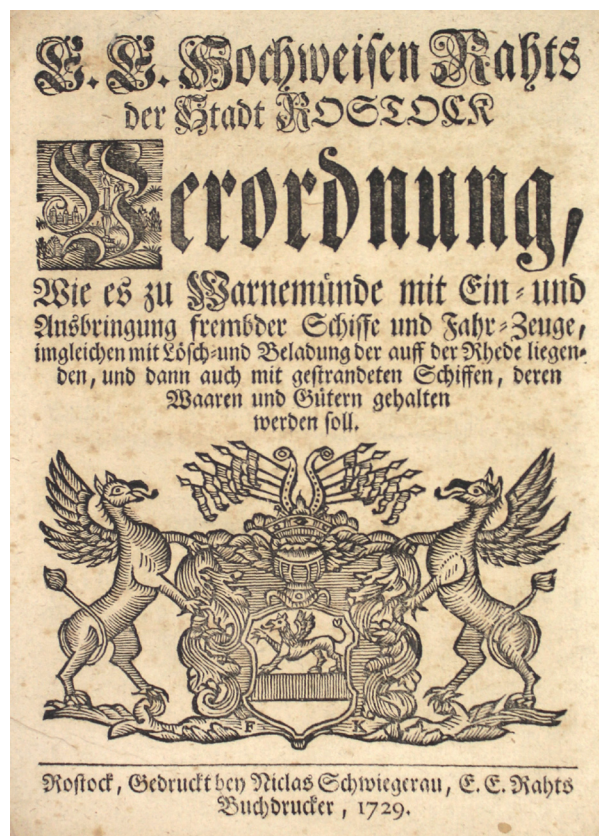 E. E. Hochweisen Rahts
der Stadt ROSTOCK
Verordnung,
Wie es zu Warnemünde mit Ein- und
Ausbringung frembder Schiffe und Fahr-Zeuge,
imgleichen mit Lösch- und Beladung der auff der Rhede liegen-
den, und dann auch mit gestrandeten Schiffen, deren
Waaren und Gütern gehalten
werden soll.
F K
Rostock, Gedruckt bey Niclas Schwiegerau, E. E. Rahts
Buchdrucker, 1729.